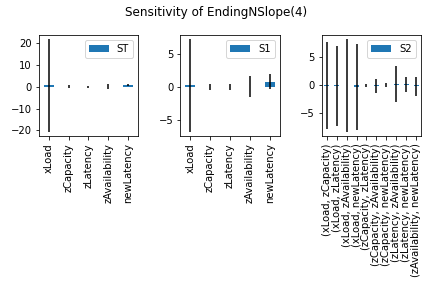 Sensitivity of EndingNSlope(4)
ST
20
10
0
−10
−20
xLoad
zCapacity
zLatency
zAvailability
newLatency
S1
5
0
−5
xLoad
zCapacity
zLatency
zAvailability
newLatency
S2
5
0
−5
(xLoad, zCapacity)
(xLoad, zLatency)
(xLoad, zAvailability)
(xLoad, newLatency)
(zCapacity, zLatency)
(zCapacity, zAvailability)
(zCapacity, newLatency)
(zLatency, zAvailability)
(zLatency, newLatency)
(zAvailability, newLatency)